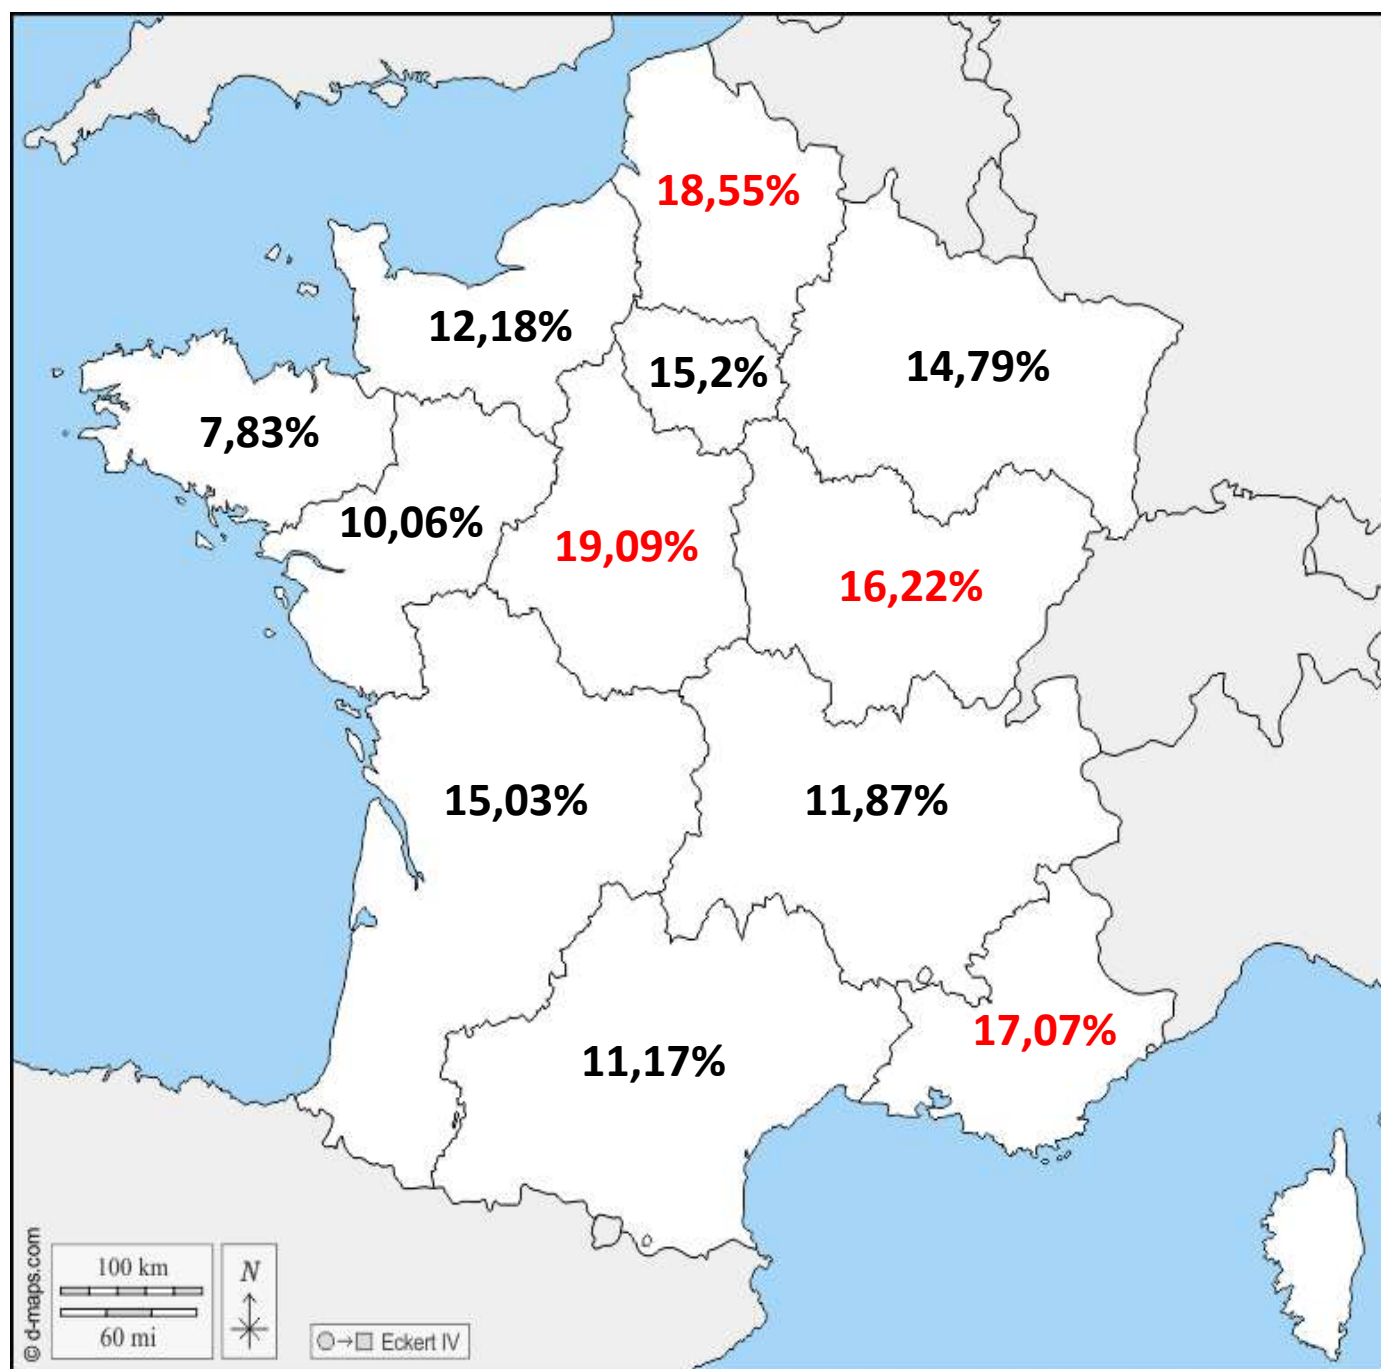 18,55%
12,18%
15,2%
14,79%
7,83%
10,06%
19,09%
16,22%
15,03%
11,87%
17,07%
11,17%
© d-maps.com
100 km
60 mi
N
Eckert IV